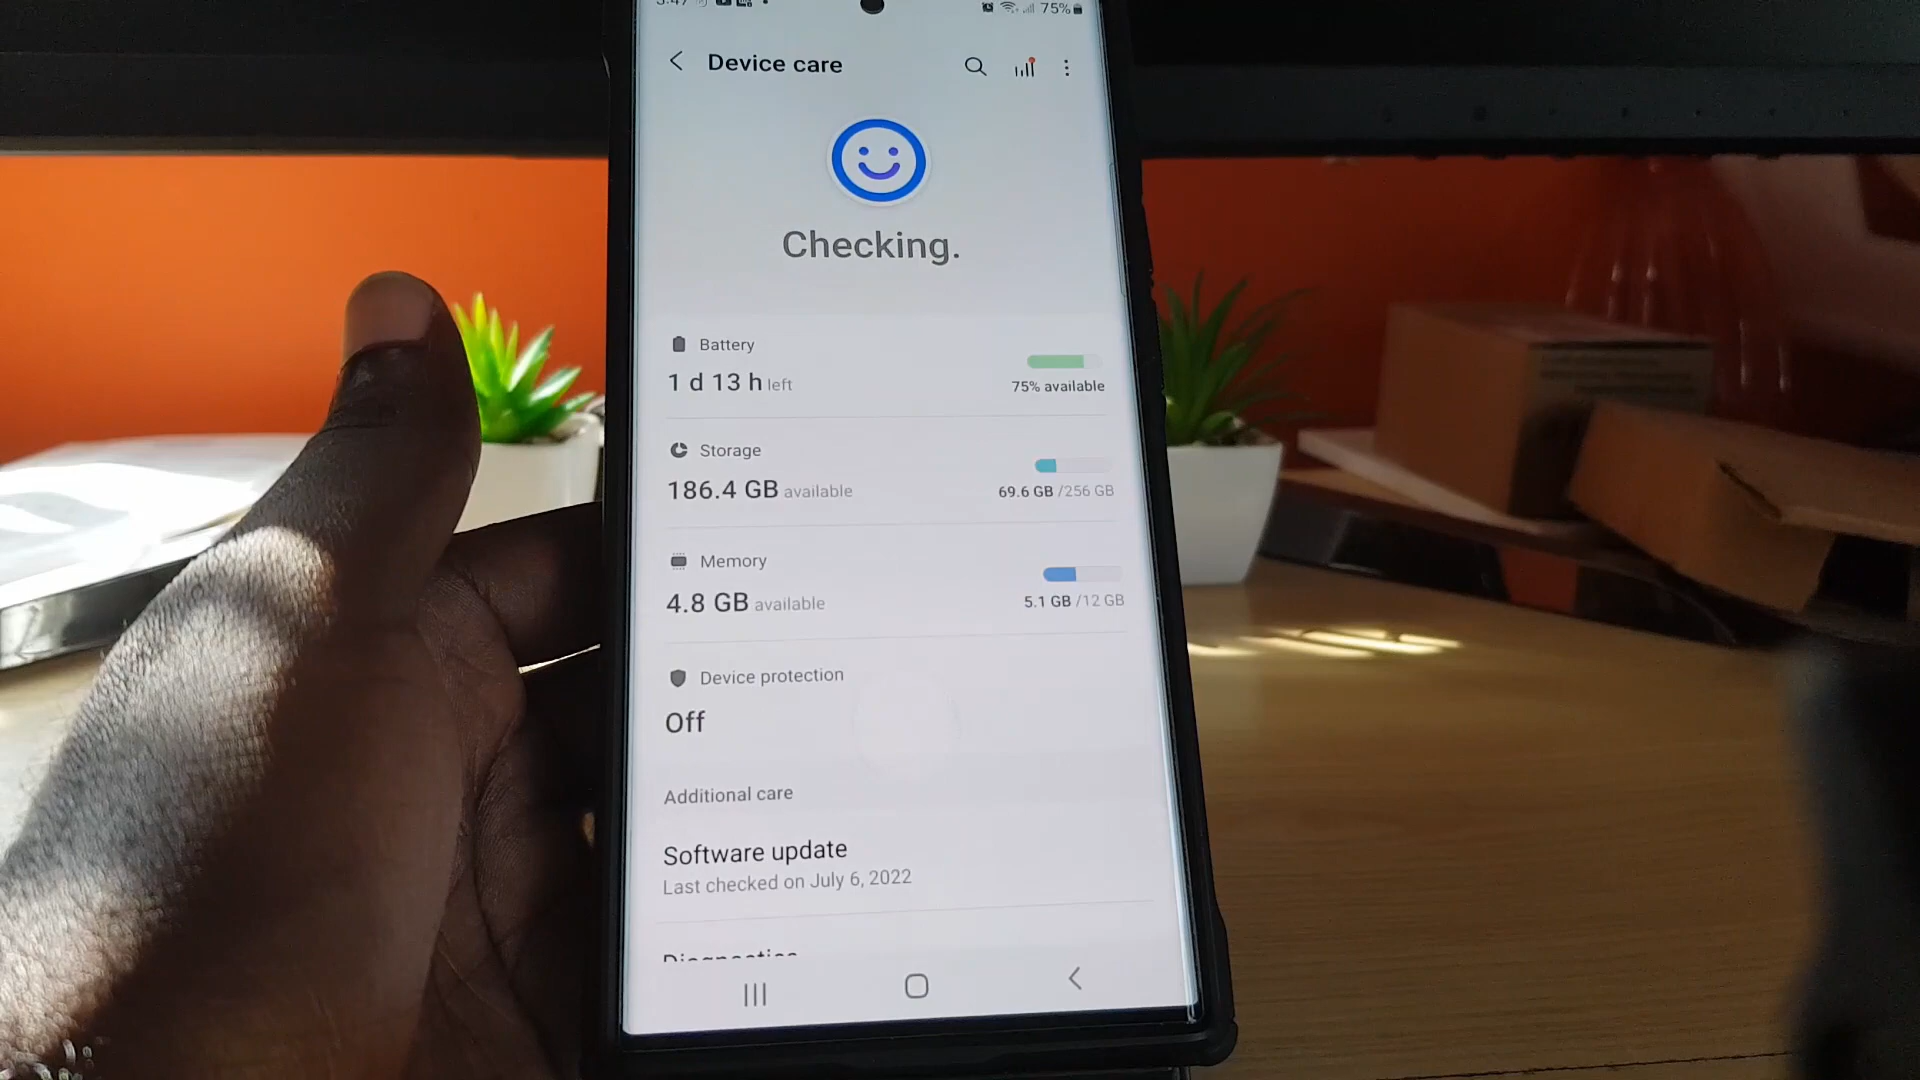 75%
Device care
Checking.
Battery
1 d 13 h left
75% available
Storage
186.4 GB available
69.6 GB /256 GB
Memory
4.8 GB available
5.1 GB /12 GB
Device protection
Off
Additional care
Software update
Last checked on July 6, 2022